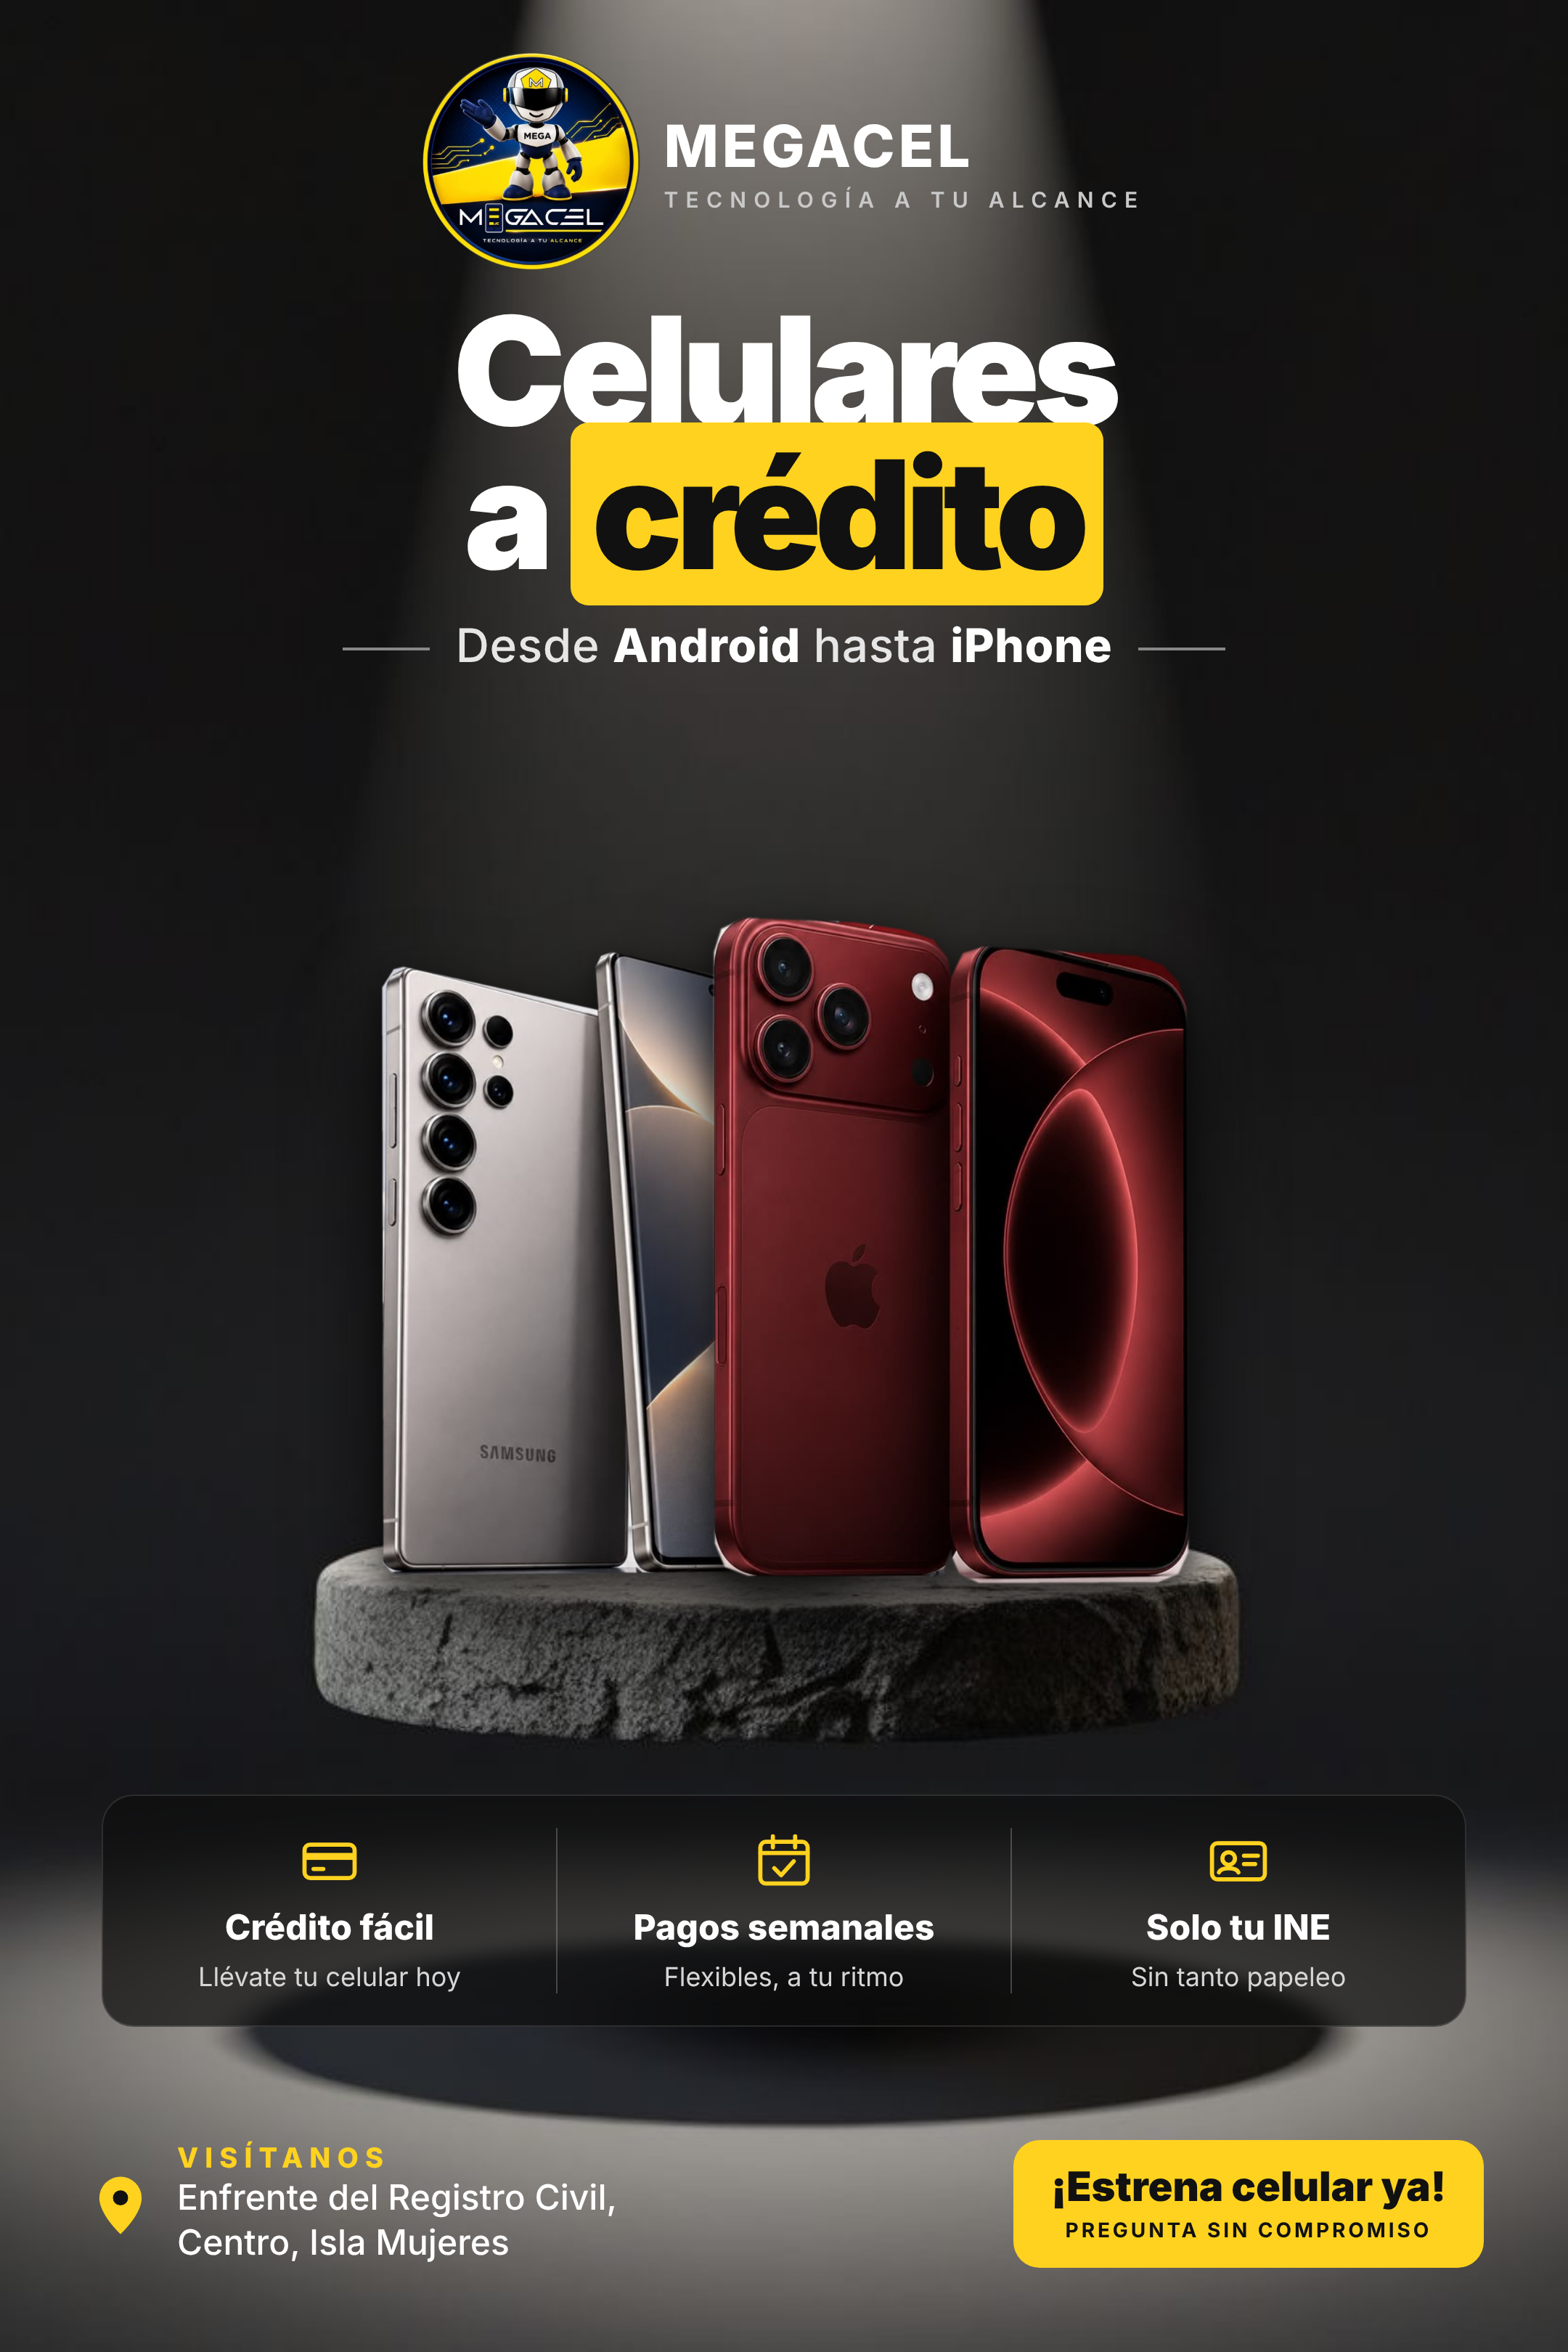 M
MEGA
MEGACEL
TECNOLOGÍA A TU ALCANCE
MEGACEL
TECNOLOGÍA A TU ALCANCE
Celulares
a crédito
Desde Android hasta iPhone
SAMSUNG
Crédito fácil
Llévate tu celular hoy
Pagos semanales
Flexibles, a tu ritmo
Solo tu INE
Sin tanto papeleo
VISÍTANOS
Enfrente del Registro Civil,
Centro, Isla Mujeres
¡Estrena celular ya!
PREGUNTA SIN COMPROMISO